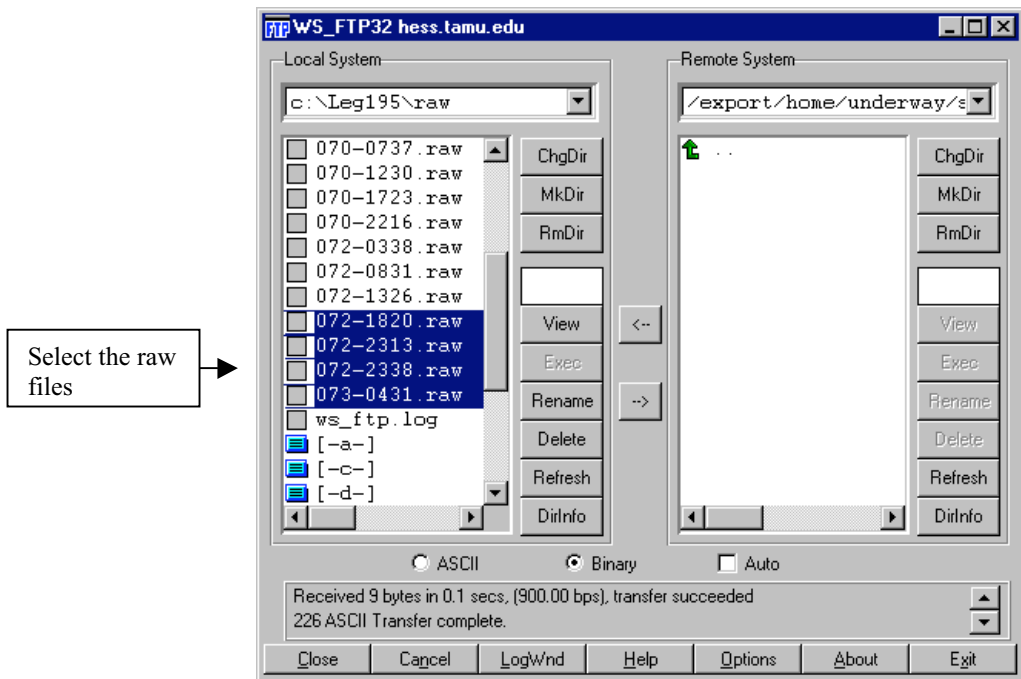 FTP WS_FTP32 hess.tamu.edu
Local System
c:\Leg195\raw
070-0737.raw
070-1230.raw
070-1723.raw
070-2216.raw
072-0338.raw
072-0831.raw
072-1326.raw
072-1820.raw
072-2313.raw
072-2338.raw
073-0431.raw
ws_ftp.log
[-a-]
[-c-]
[-d-]
ChgDir
MkDir
RmDir
View
Exec
Rename
Delete
Refresh
DirInfo
<--
-->
Remote System
/export/home/underway/s
..
ChgDir
MkDir
RmDir
View
Exec
Rename
Delete
Refresh
DirInfo
Select the raw
files
ASCII Binary Auto
Received 9 bytes in 0.1 secs, (900.00 bps), transfer succeeded
226 ASCII Transfer complete.
Close Cancel LogWnd Help Options About Exit